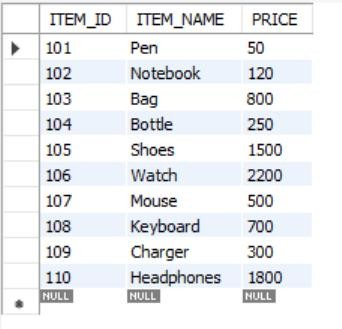 ITEM_ID ITEM_NAME PRICE
101 Pen 50
102 Notebook 120
103 Bag 800
104 Bottle 250
105 Shoes 1500
106 Watch 2200
107 Mouse 500
108 Keyboard 700
109 Charger 300
110 Headphones 1800
NULL NULL NULL